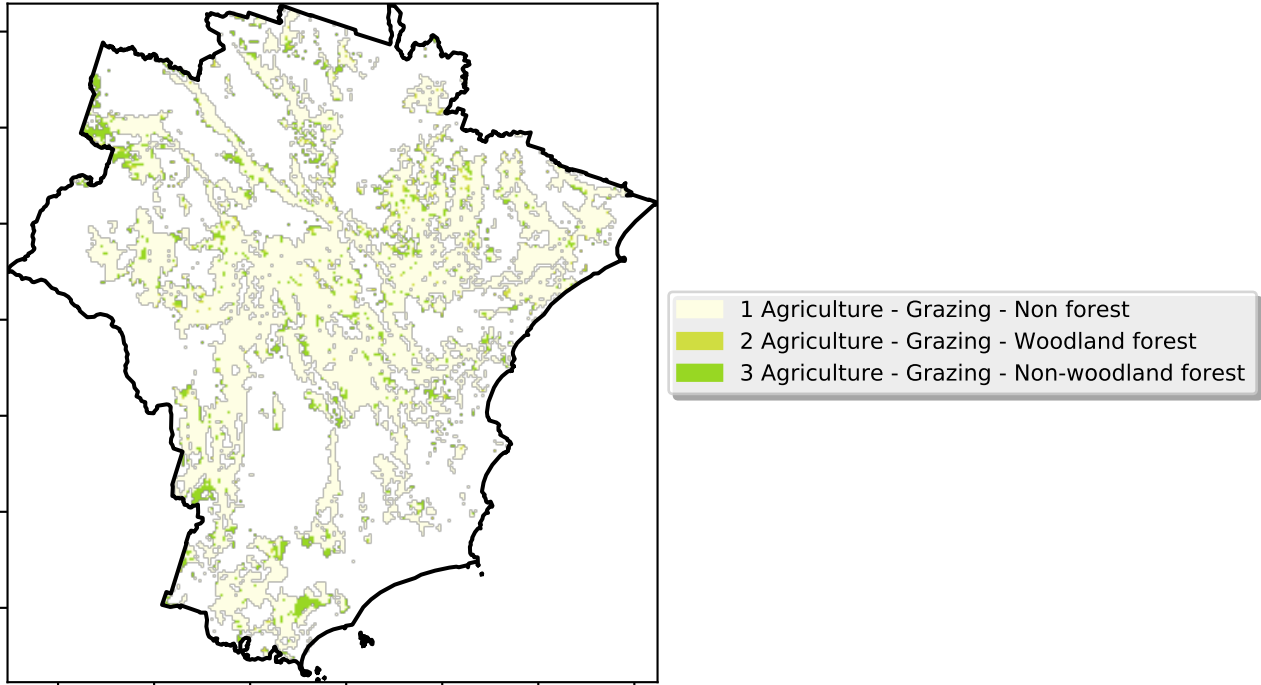 1 Agriculture - Grazing - Non forest
2 Agriculture - Grazing - Woodland forest
3 Agriculture - Grazing - Non-woodland forest